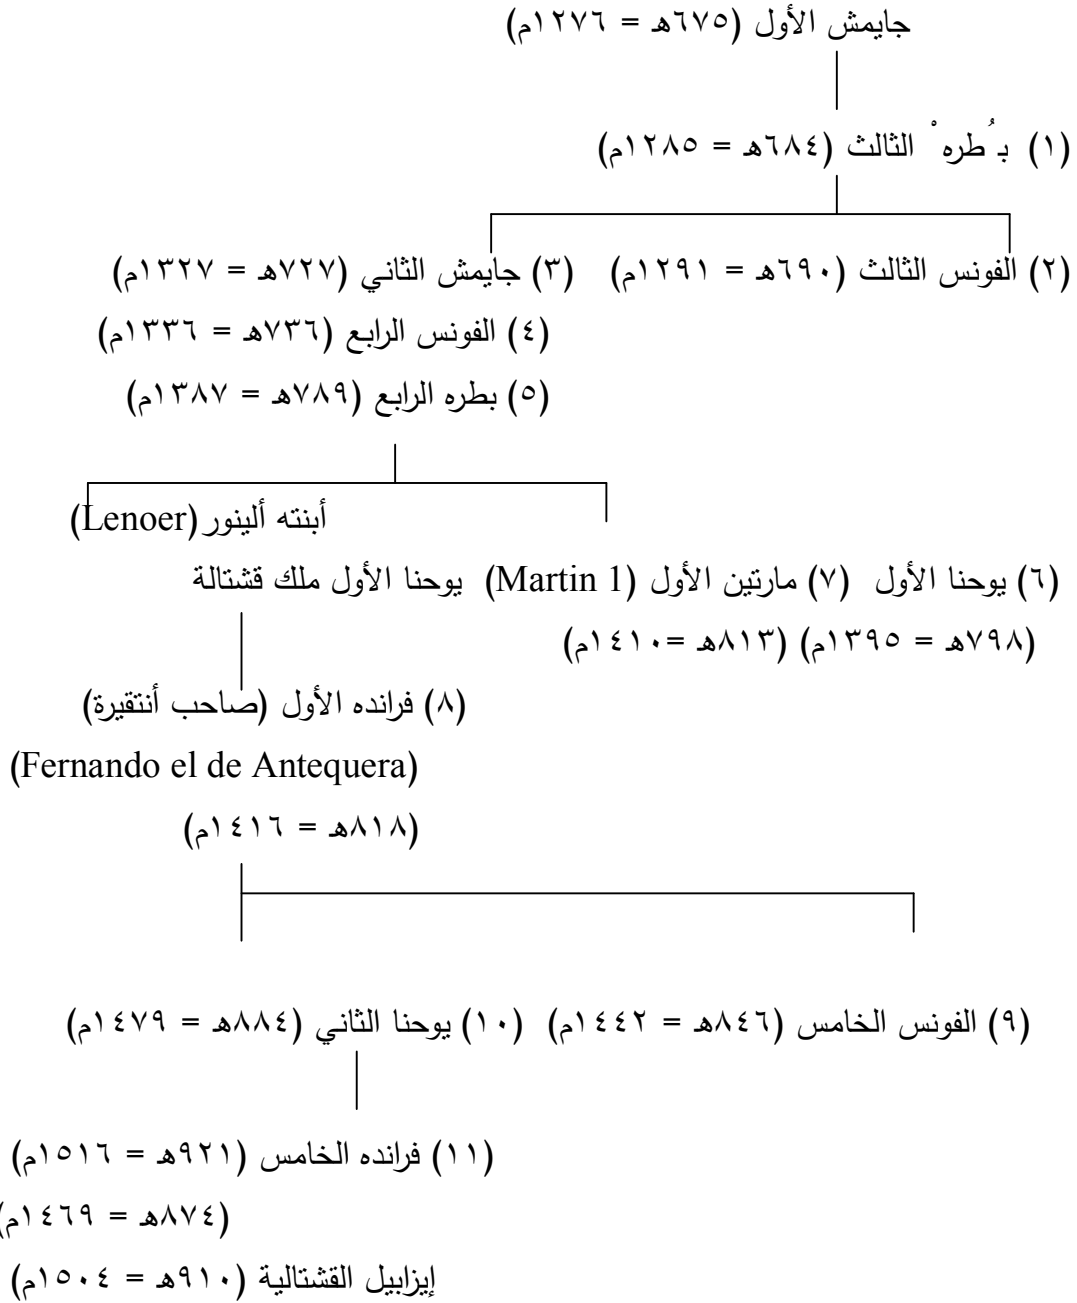 جايمش الأول (٦٧٥هـ = ١٢٧٦م)
(١) بُطرهْ الثالث (٦٨٤هـ = ١٢٨٥م)
(٢) الفونس الثالث (٦٩٠هـ = ١٢٩١م) (٣) جايمش الثاني (٧٢٧هـ = ١٣٢٧م)
(٤) الفونس الرابع (٧٣٦هـ = ١٣٣٦م)
(٥) بطره الرابع (٧٨٩هـ = ١٣٨٧م)
أبنته ألينور (Lenoer)
(٦) يوحنا الأول (٧) مارتين الأول (Martin 1) يوحنا الأول ملك قشتالة
(٧٩٨هـ = ١٣٩٥م) (٨١٣هـ =١٤١٠م)
(٨) فرانده الأول (صاحب أنتقيرة)
(Fernando el de Antequera)
(٨١٨هـ = ١٤١٦م)
(٩) الفونس الخامس (٨٤٦هـ = ١٤٤٢م) (١٠) يوحنا الثاني (٨٨٤هـ = ١٤٧٩م)
(١١) فرانده الخامس (٩٢١هـ = ١٥١٦م)
(٨٧٤هـ = ١٤٦٩م)
إيزابيل القشتالية (٩١٠هـ = ١٥٠٤م)